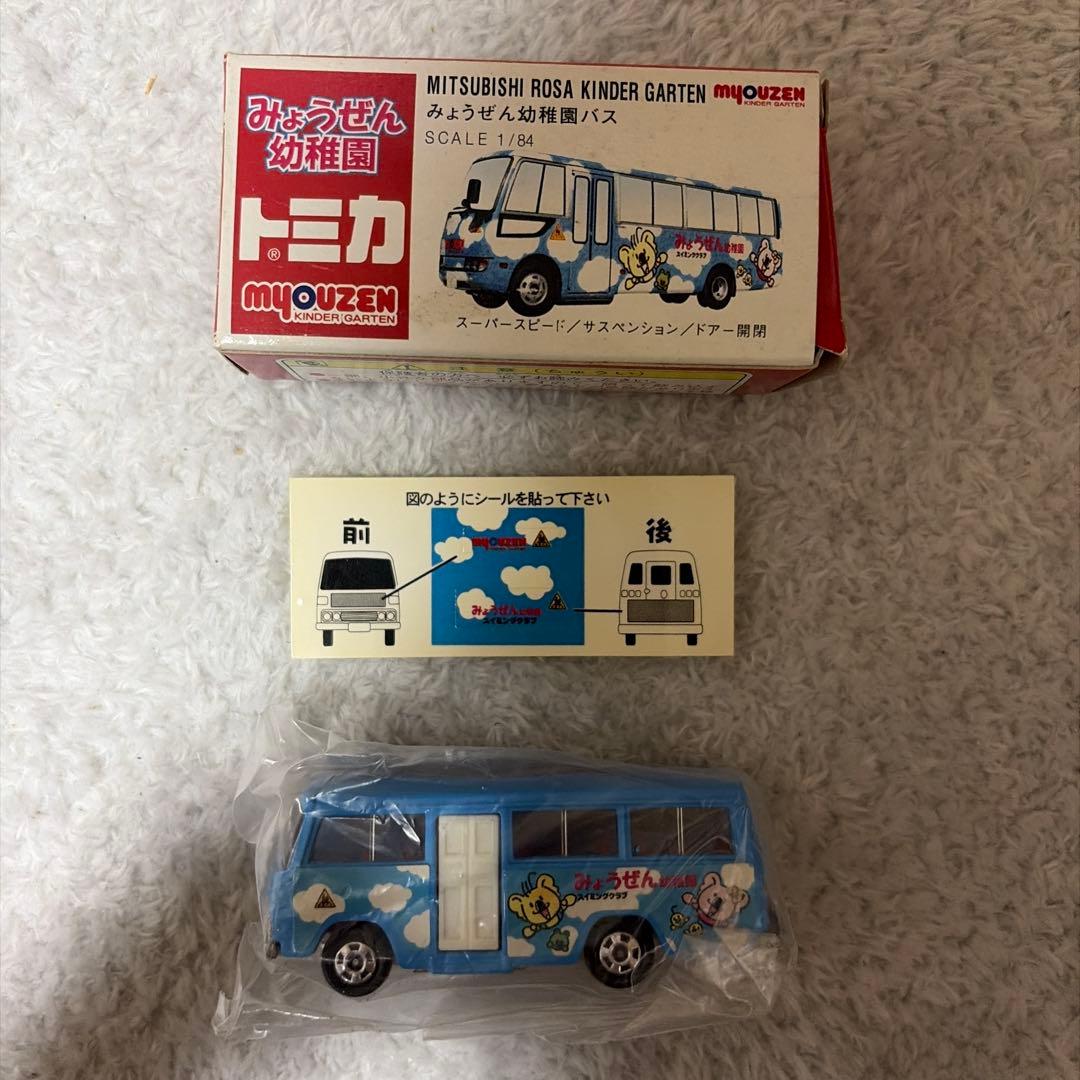 みょうぜん
幼稚園
トミカ
®
myouzen
KINDER GARTEN
MITSUBISHI ROSA KINDER GARTEN
myouzen
KINDER GARTEN
みょうぜん幼稚園バス
SCALE 1/84
みょうぜん幼稚園
スイミングクラブ
スーパースピード/サスペンション/ドアー開閉
注意(ちゅうい)
図のようにシールを貼って下さい
前
後
myouzen
みょうぜん幼稚園
スイミングクラブ
みょうぜん幼稚園
スイミングクラブ